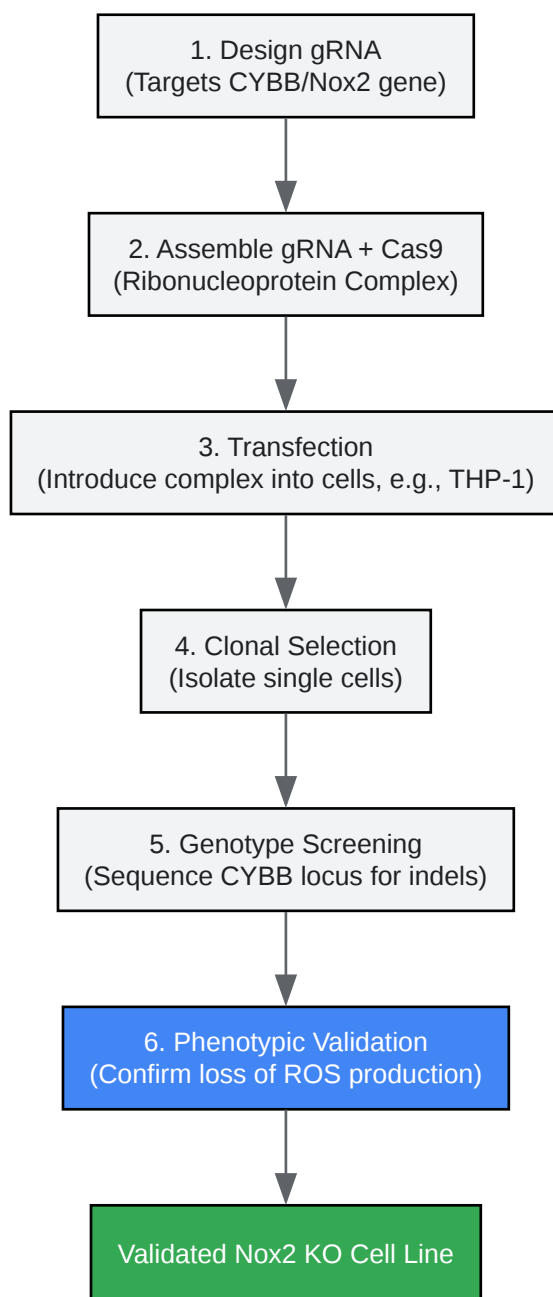 1. Design gRNA
(Targets CYBB/Nox2 gene)
2. Assemble gRNA + Cas9
(Ribonucleoprotein Complex)
3. Transfection
(Introduce complex into cells, e.g., THP-1)
4. Clonal Selection
(Isolate single cells)
5. Genotype Screening
(Sequence CYBB locus for indels)
6. Phenotypic Validation
(Confirm loss of ROS production)
Validated Nox2 KO Cell Line